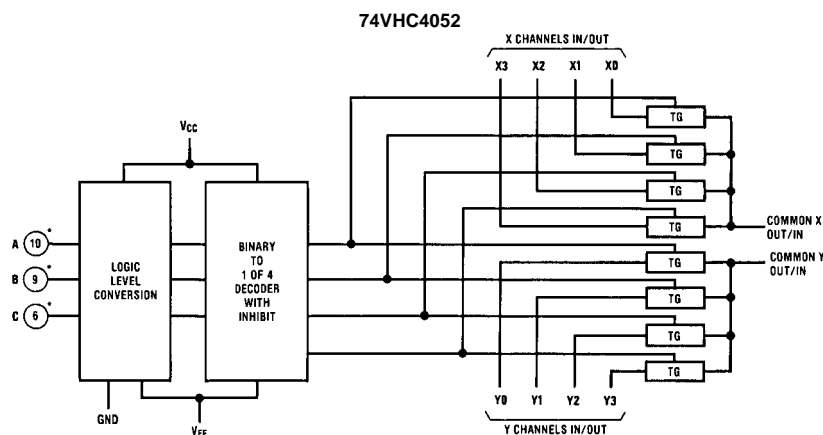 74VHC4052
X CHANNELS IN/OUT
X3 X2 X1 X0
TG
VCC
TG
TG
COMMON X
OUT/IN
TG
A 10 *
COMMON Y
OUT/IN
TG
B 9 *
LOGIC
LEVEL
CONVERSION
BINARY
TO
1 OF 4
DECODER
WITH
INHIBIT
TG
C 6 *
TG
TG
GND
VEE
Y0 Y1 Y2 Y3
Y CHANNELS IN/OUT